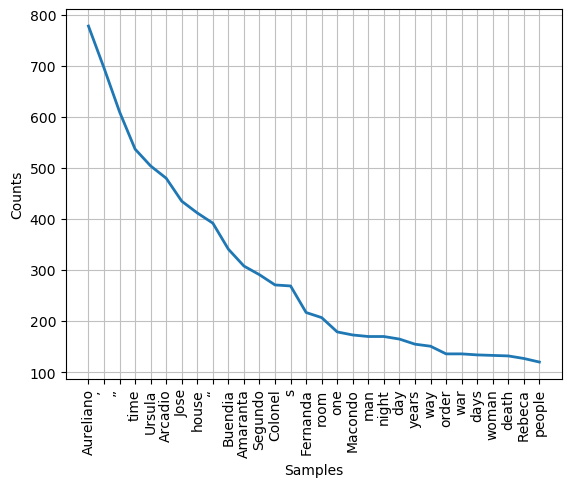 800
700
600
500
400
300
200
100
Counts
Aureliano
’
”
time
Ursula
Arcadio
Jose
house
“
Buendia
Amaranta
Segundo
Colonel
s
Fernanda
room
one
Macondo
man
night
day
years
way
order
war
days
woman
death
Rebeca
people
Samples